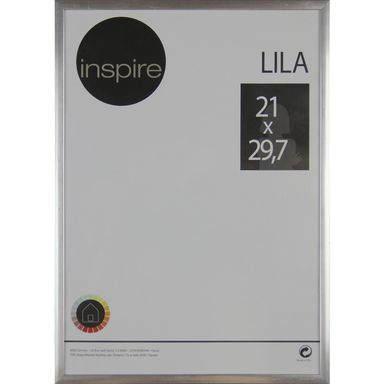 inspire
LILA
21
x
29,7